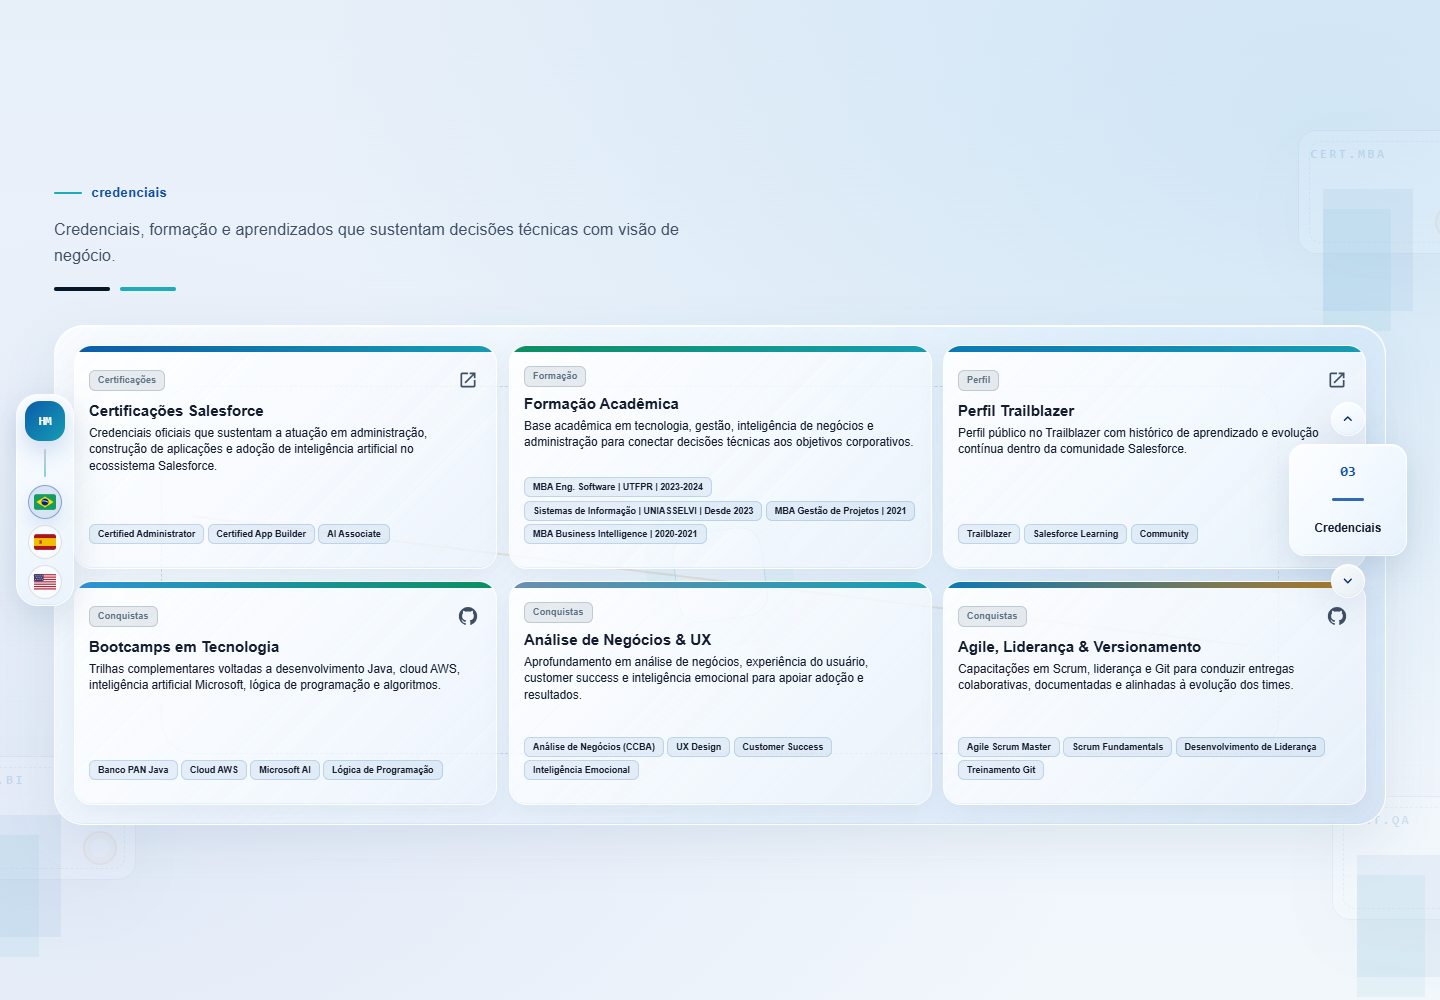 CERT.MBA
credenciais
Credenciais, formação e aprendizados que sustentam decisões técnicas com visão de
negócio.
HM
Certificações
Certificações Salesforce
Credenciais oficiais que sustentam a atuação em administração,
construção de aplicações e adoção de inteligência artificial no
ecossistema Salesforce.
Certified Administrator
Certified App Builder
AI Associate
Formação
Formação Acadêmica
Base acadêmica em tecnologia, gestão, inteligência de negócios e
administração para conectar decisões técnicas aos objetivos corporativos.
MBA Eng. Software | UTFPR | 2023-2024
Sistemas de Informação | UNIASSELVI | Desde 2023
MBA Gestão de Projetos | 2021
MBA Business Intelligence | 2020-2021
Perfil
Perfil Trailblazer
Perfil público no Trailblazer com histórico de aprendizado e evolução
contínua dentro da comunidade Salesforce.
Trailblazer
Salesforce Learning
Community
03
Credenciais
Conquistas
Bootcamps em Tecnologia
Trilhas complementares voltadas a desenvolvimento Java, cloud AWS,
inteligência artificial Microsoft, lógica de programação e algoritmos.
Banco PAN Java
Cloud AWS
Microsoft AI
Lógica de Programação
Conquistas
Análise de Negócios & UX
Aprofundamento em análise de negócios, experiência do usuário,
customer success e inteligência emocional para apoiar adoção e
resultados.
Análise de Negócios (CCBA)
UX Design
Customer Success
Inteligência Emocional
Conquistas
Agile, Liderança & Versionamento
Capacitações em Scrum, liderança e Git para conduzir entregas
colaborativas, documentadas e alinhadas à evolução dos times.
Agile Scrum Master
Scrum Fundamentals
Desenvolvimento de Liderança
Treinamento Git
.BI
T.QA